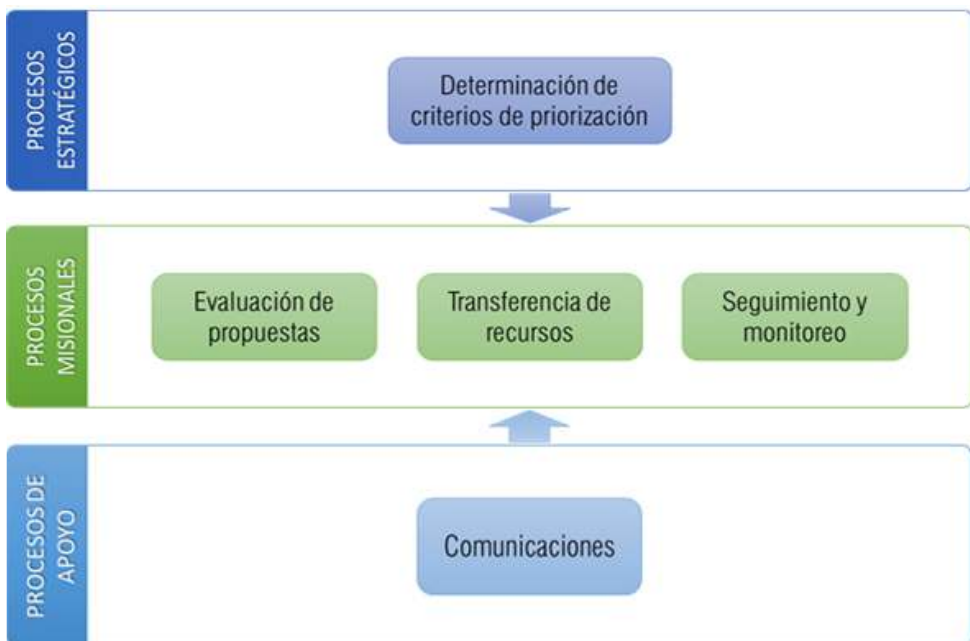 PROCESOS
ESTRATÉGICOS
Determinación de
criterios de priorización
PROCESOS
MISIONALES
Evaluación de
propuestas
Transferencia de
recursos
Seguimiento y
monitoreo
PROCESOS DE
APOYO
Comunicaciones